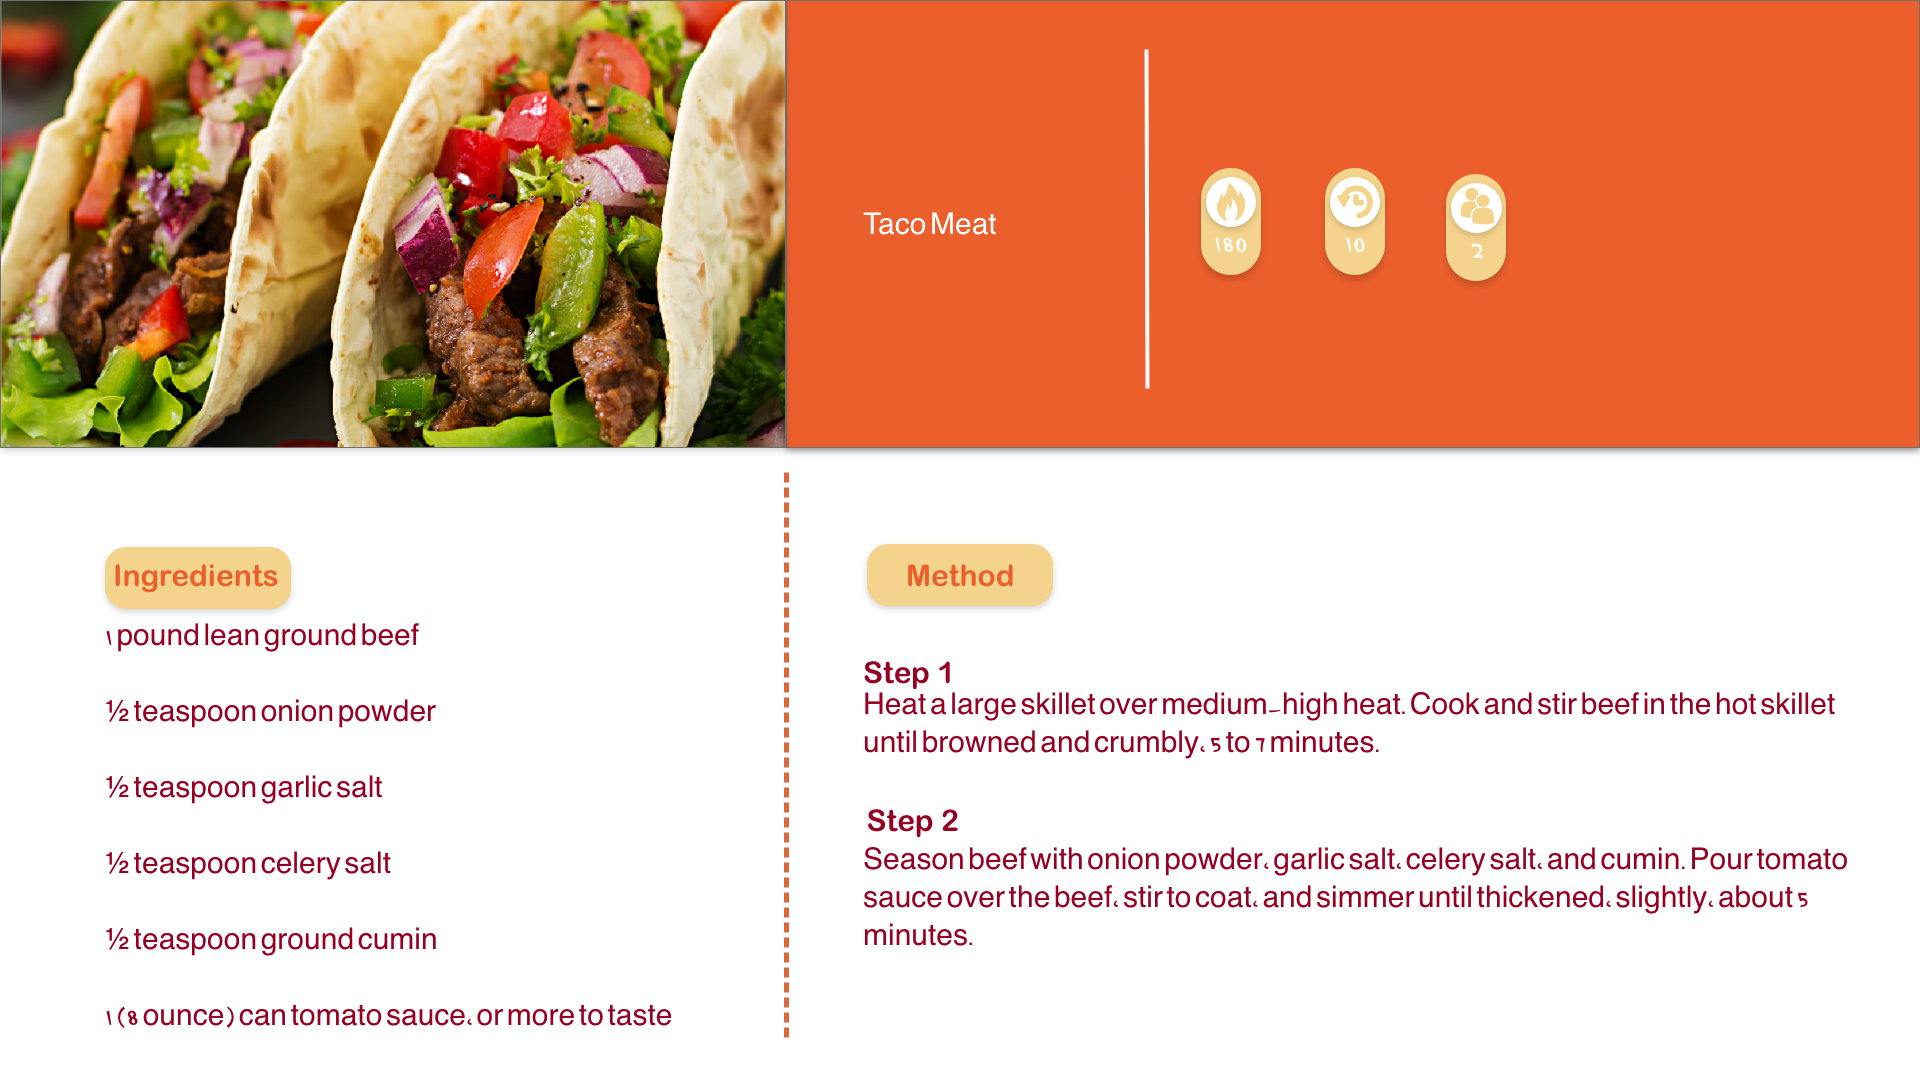 Taco Meat
180
10
2
Ingredients
1 pound lean ground beef
½ teaspoon onion powder
½ teaspoon garlic salt
½ teaspoon celery salt
½ teaspoon ground cumin
1 (8 ounce) can tomato sauce، or more to taste
Method
Step 1
Heat a large skillet over medium-high heat. Cook and stir beef in the hot skillet
until browned and crumbly، 5 to 7 minutes.
Step 2
Season beef with onion powder، garlic salt، celery salt، and cumin. Pour tomato
sauce over the beef، stir to coat، and simmer until thickened، slightly، about 5
minutes.